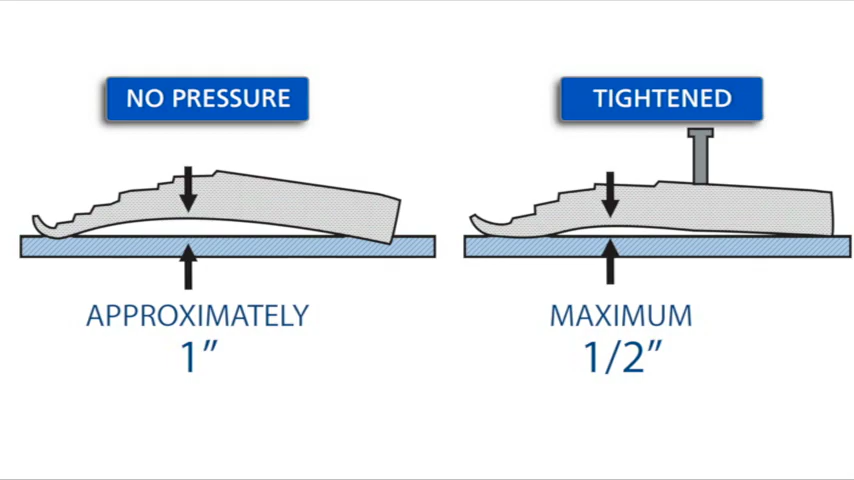 NO PRESSURE
TIGHTENED
APPROXIMATELY
1”
MAXIMUM
1/2”